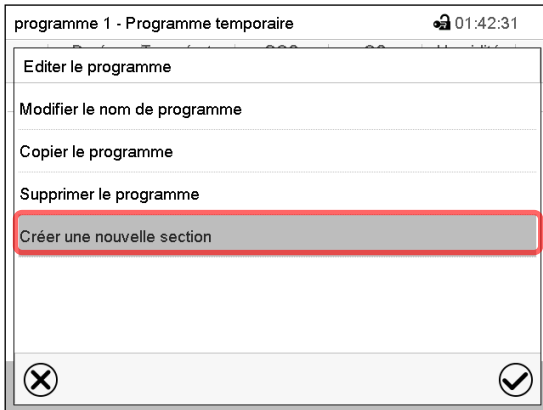 programme 1 - Programme temporaire 01:42:31
Editer le programme
Modifier le nom de programme
Copier le programme
Supprimer le programme
Créer une nouvelle section